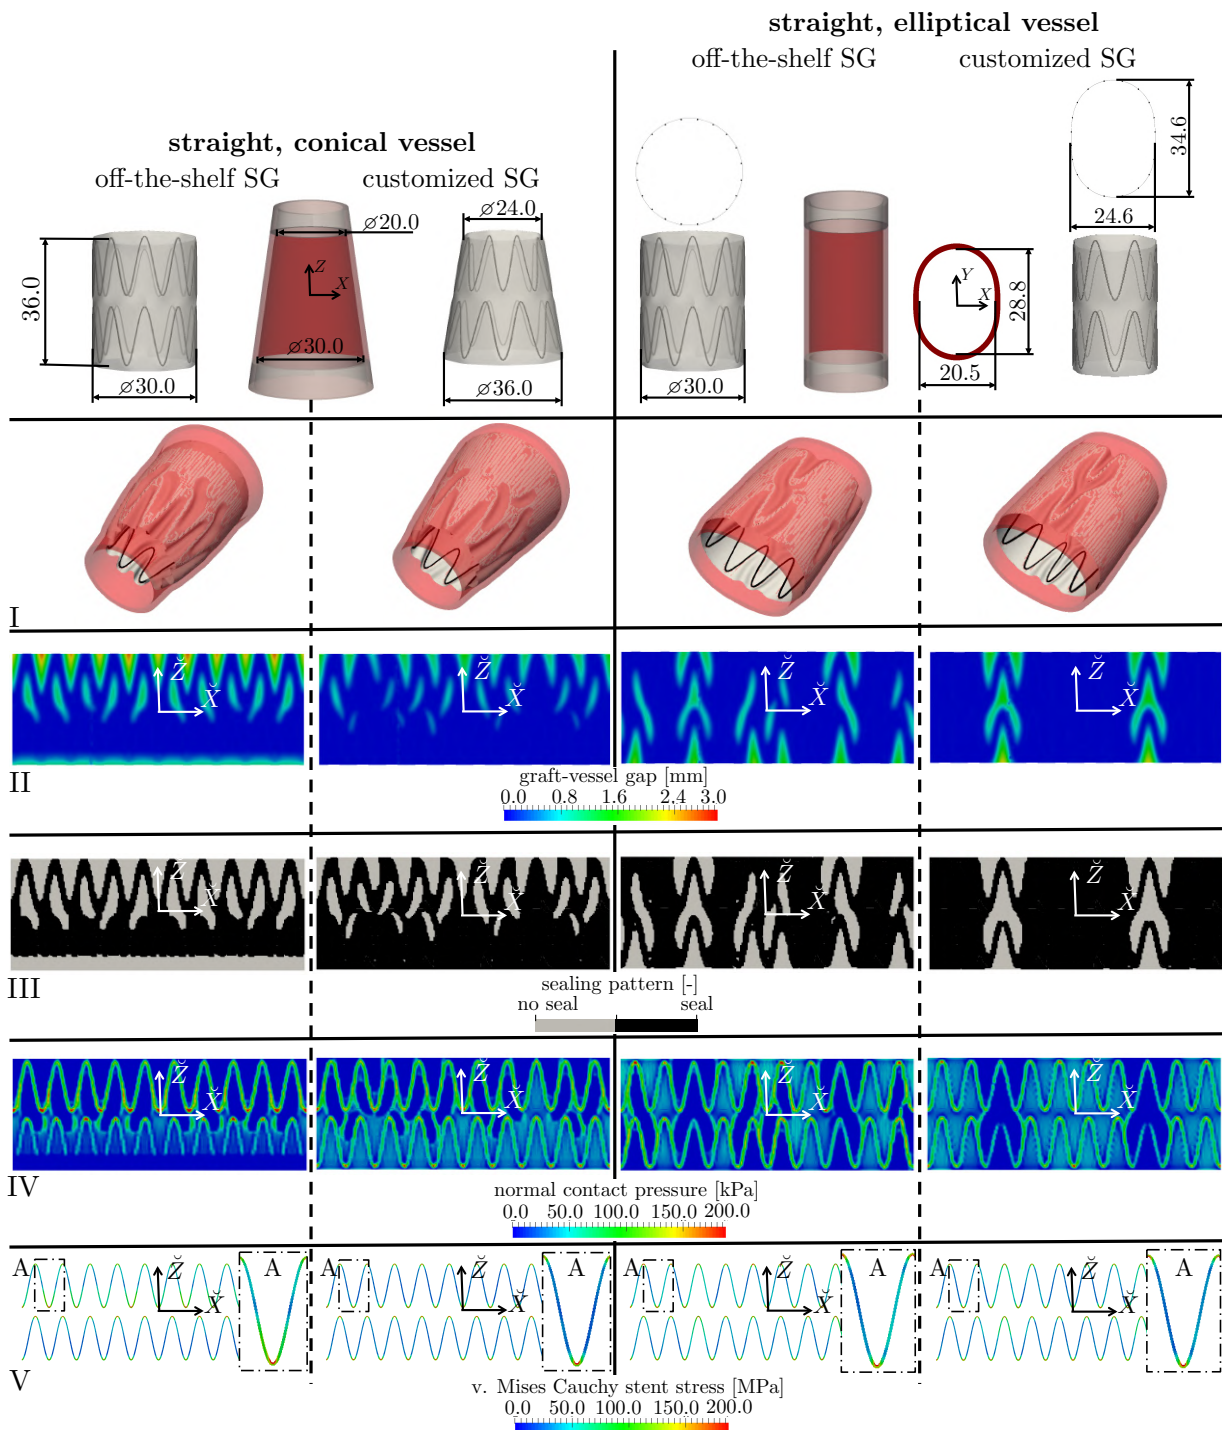 straight, elliptical vessel
off-the-shelf SG customized SG
straight, conical vessel
off-the-shelf SG customized SG
34.6
24.6
⌀24.0
⌀20.0
36.0
Z
X
⌀30.0
⌀30.0
⌀36.0
⌀30.0
Y
X
28.8
20.5
I
Z̆ X̆ Z̆ X̆ Z̆ X̆ Z̆ X̆
II
graft-vessel gap [mm]
0.0 0.8 1.6 2.4 3.0
Z̆ X̆ Z̆ X̆ Z̆ X̆ Z̆ X̆
III
sealing pattern [-]
no seal seal
Z̆ X̆ Z̆ X̆ Z̆ X̆ Z̆ X̆
IV
normal contact pressure [kPa]
0.0 50.0 100.0 150.0 200.0
A Z̆ X̆ A A Z̆ X̆ A A Z̆ X̆ A A Z̆ X̆ A
V
v. Mises Cauchy stent stress [MPa]
0.0 50.0 100.0 150.0 200.0